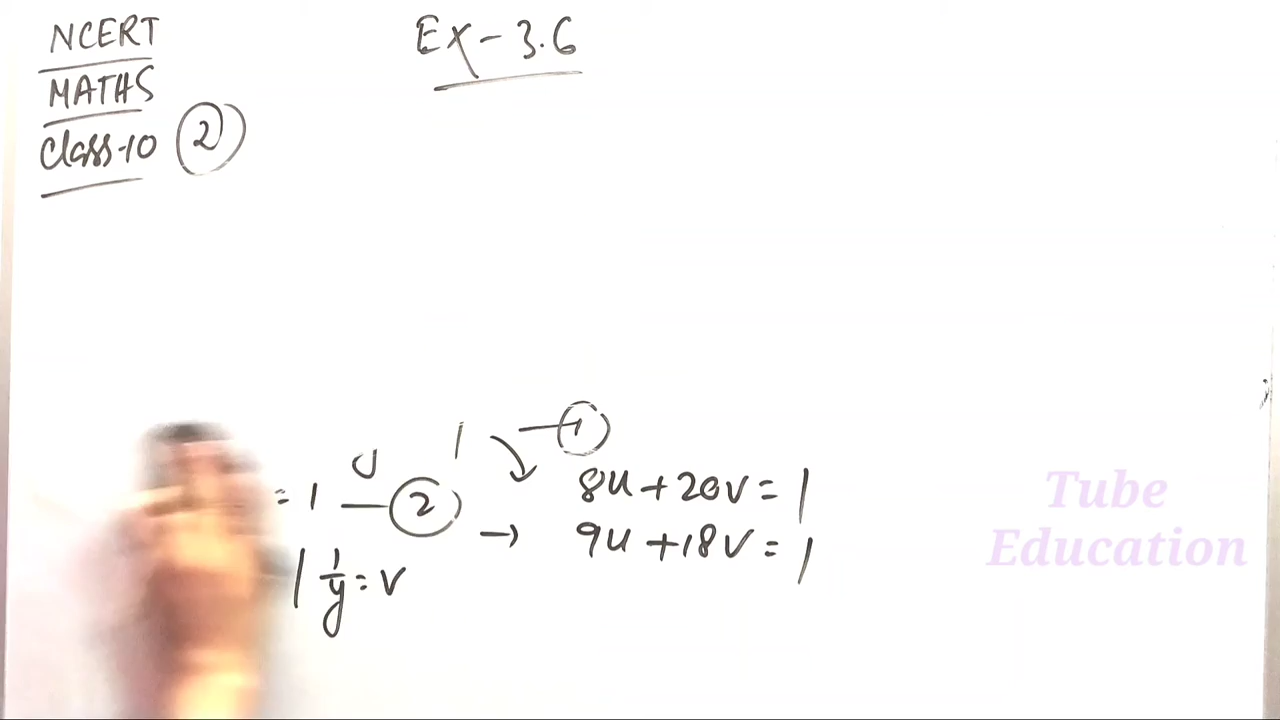 NCERT
MATHS
Class-10 ②
Ex-3.6
1 —①
= 1 —②
→ 8u+20v=1
→ 9u+18v=1
| 1/y = v
Tube
Education